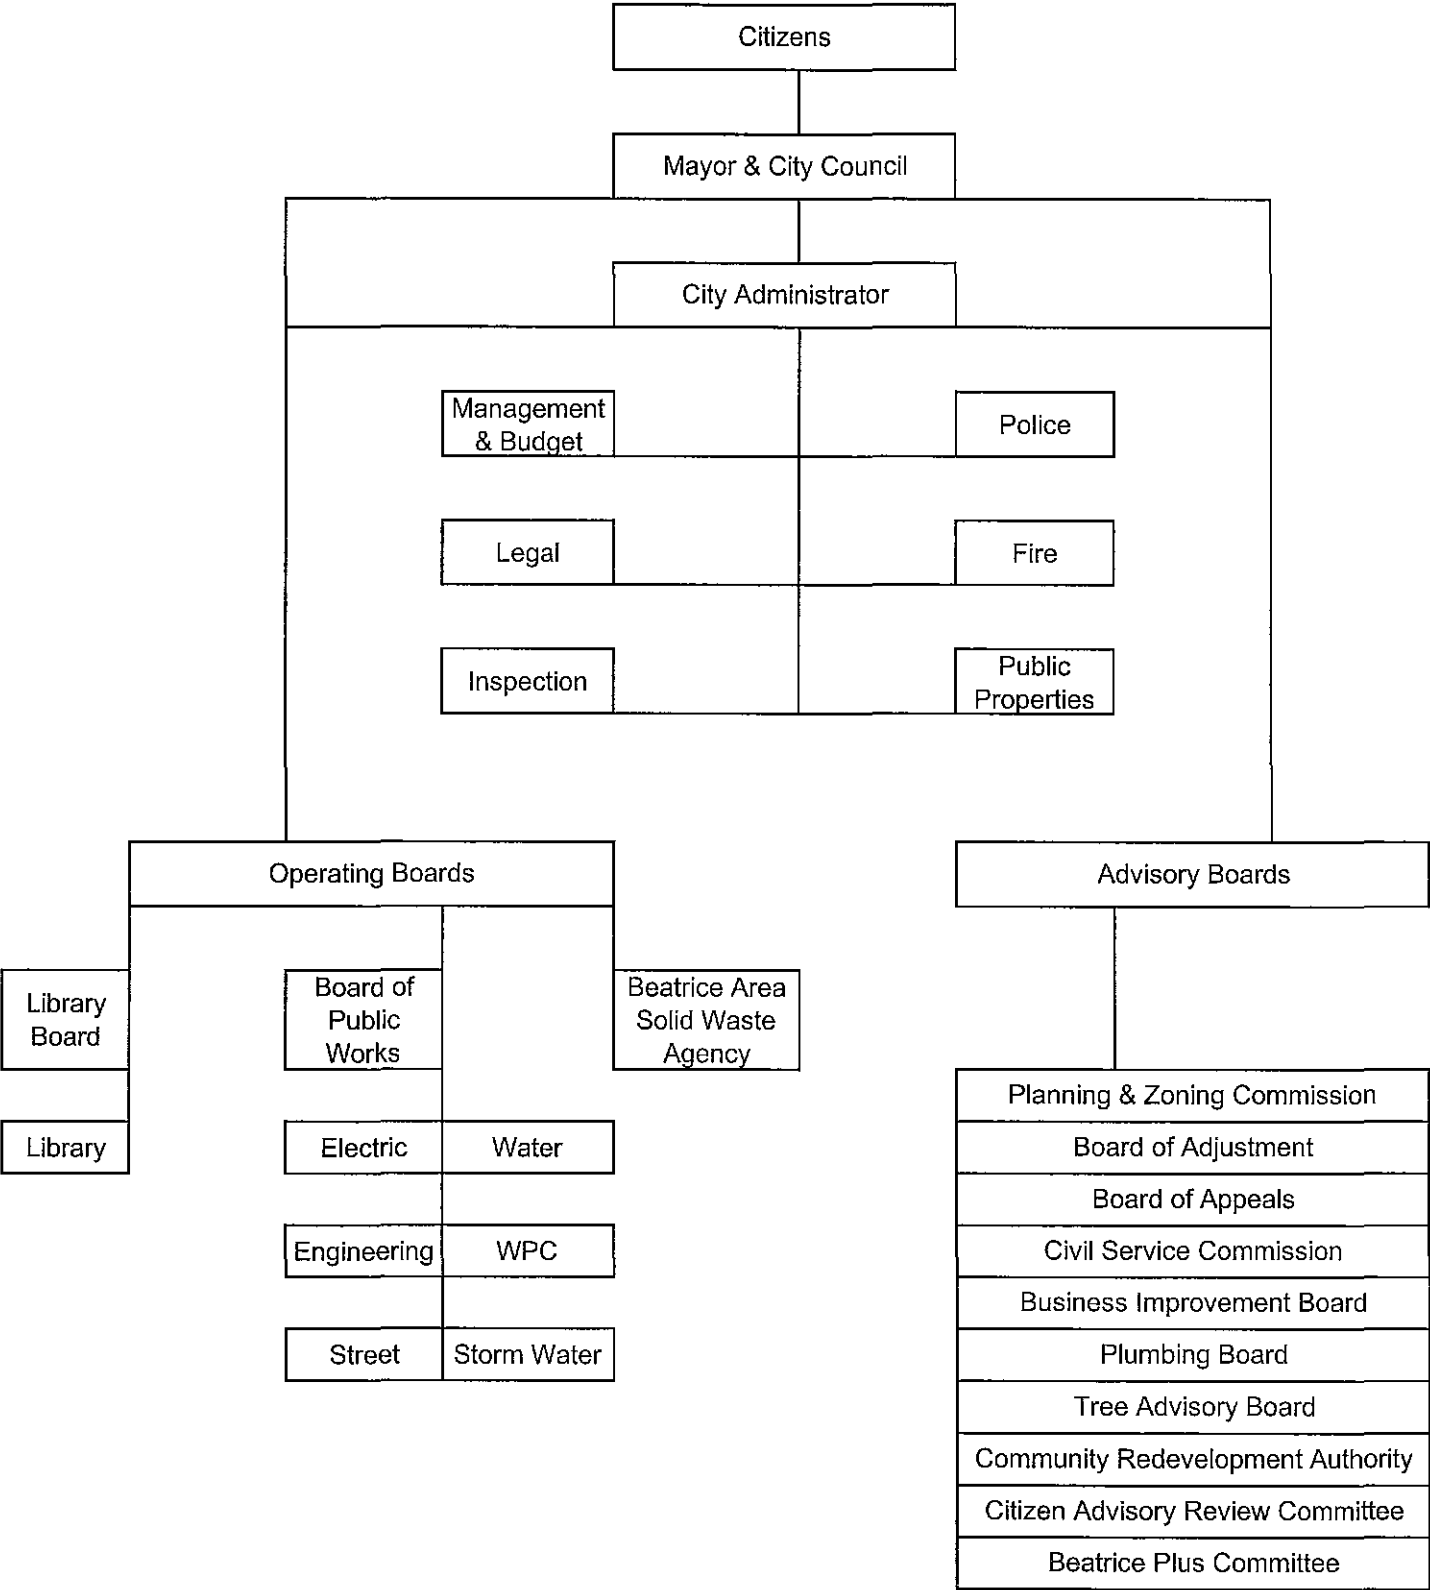 Citizens
Mayor & City Council
City Administrator
Management
& Budget
Police
Legal
Fire
Inspection
Public
Properties
Operating Boards
Advisory Boards
Library
Board
Board of
Public
Works
Beatrice Area
Solid Waste
Agency
Library
Electric
Water
Engineering
WPC
Street
Storm Water
Planning & Zoning Commission
Board of Adjustment
Board of Appeals
Civil Service Commission
Business Improvement Board
Plumbing Board
Tree Advisory Board
Community Redevelopment Authority
Citizen Advisory Review Committee
Beatrice Plus Committee